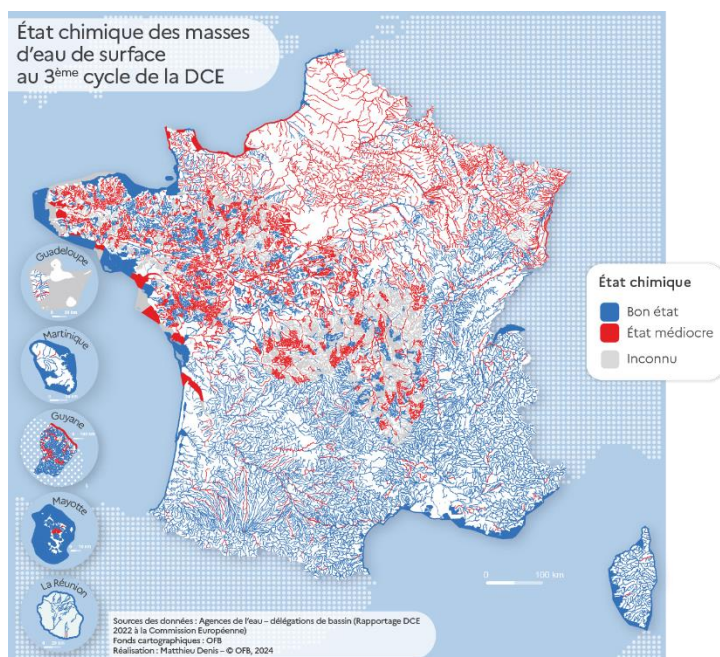 État chimique des masses
d'eau de surface
au 3ème cycle de la DCE
Guadeloupe
Martinique
Guyane
Mayotte
La Réunion
État chimique
Bon état
État médiocre
Inconnu
0 100 km
Sources des données : Agences de l'eau – délégations de bassin (Rapportage DCE
2022 à la Commission Européenne)
Fonds cartographiques : OFB
Réalisation : Matthieu Denis – © OFB, 2024